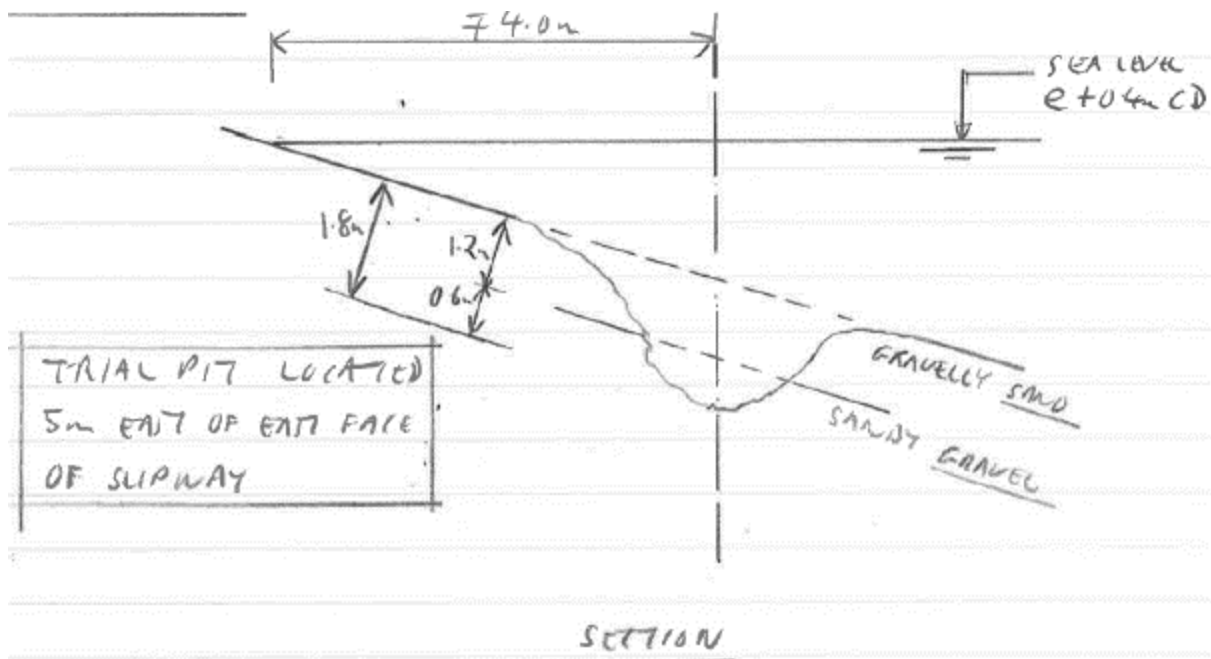 ∓ 4.0m
SEA LEVEL
@ +0.4m CD
1.8m
1.2m
0.6m
TRIAL PIT LOCATED
5m EAST OF EAST FACE
OF SLIPWAY
GRAVELLY SAND
SANDY GRAVEL
SECTION